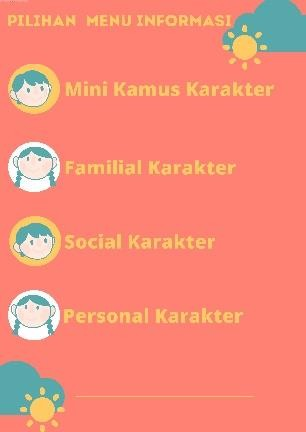 PILIHAN MENU INFORMASI
Mini Kamus Karakter
Familial Karakter
Social Karakter
Personal Karakter